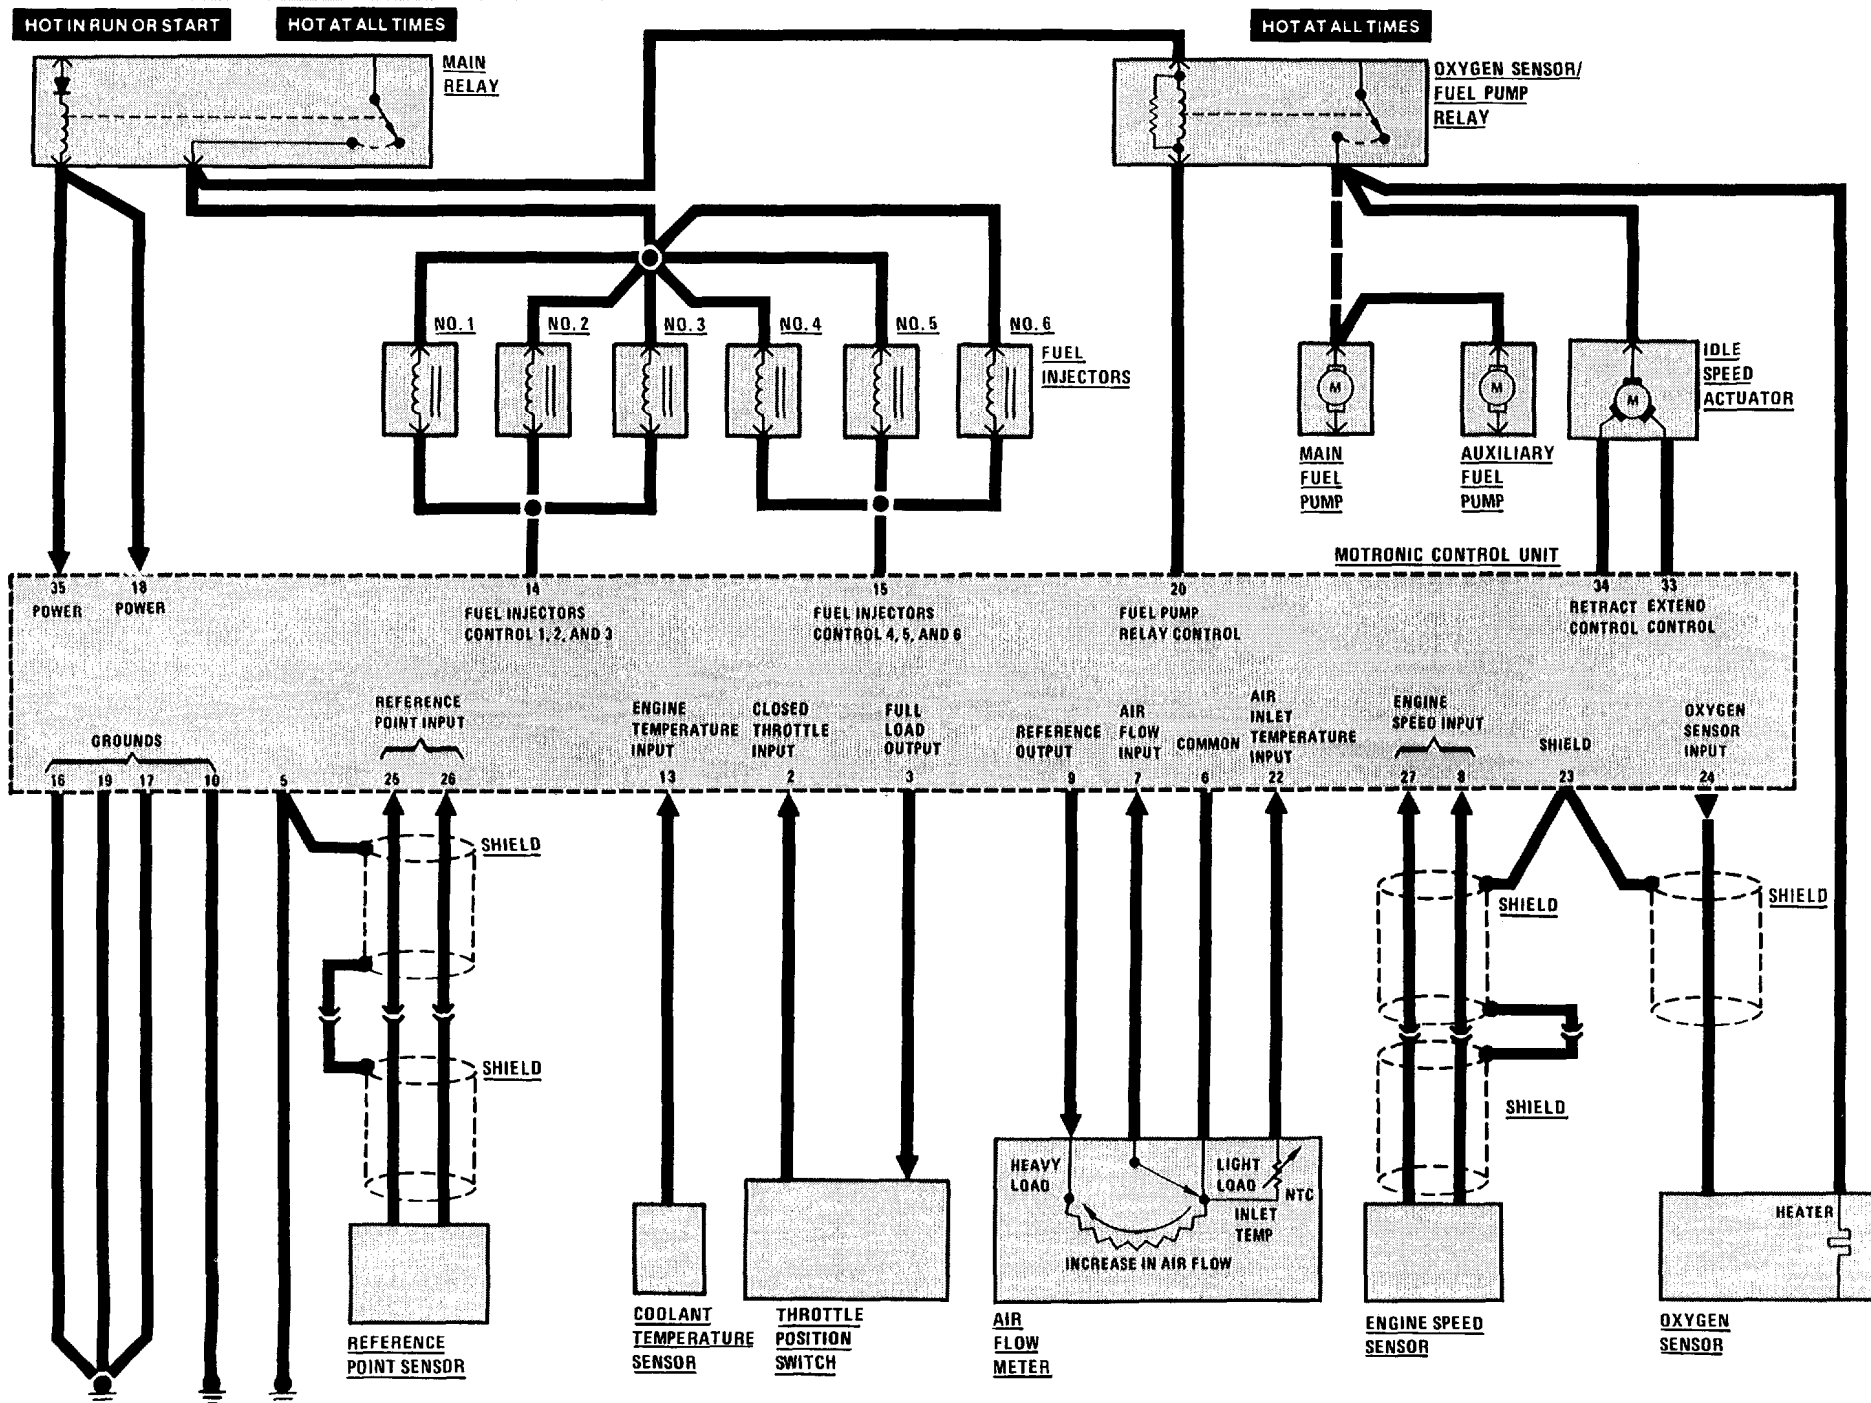 HOT IN RUN OR START
HOT AT ALL TIMES
HOT AT ALL TIMES
MAIN
RELAY
OXYGEN SENSOR/
FUEL PUMP
RELAY
NO. 1
NO. 2
NO. 3
NO. 4
NO. 5
NO. 6
FUEL
INJECTORS
M
M
M
IDLE
SPEED
ACTUATOR
MAIN
FUEL
PUMP
AUXILIARY
FUEL
PUMP
MOTRONIC CONTROL UNIT
35
POWER
18
POWER
14
FUEL INJECTORS
CONTROL 1, 2, AND 3
15
FUEL INJECTORS
CONTROL 4, 5, AND 6
20
FUEL PUMP
RELAY CONTROL
34
RETRACT
CONTROL
33
EXTEND
CONTROL
GROUNDS
16
19
17
10
5
REFERENCE
POINT INPUT
25
26
ENGINE
TEMPERATURE
INPUT
13
CLOSED
THROTTLE
INPUT
2
FULL
LOAD
OUTPUT
3
REFERENCE
OUTPUT
9
AIR
FLOW
INPUT
7
COMMON
6
AIR
INLET
TEMPERATURE
INPUT
22
ENGINE
SPEED INPUT
27
8
SHIELD
23
OXYGEN
SENSOR
INPUT
24
SHIELD
SHIELD
SHIELD
SHIELD
SHIELD
HEAVY
LOAD
LIGHT
LOAD
NTC
INLET
TEMP
INCREASE IN AIR FLOW
HEATER
REFERENCE
POINT SENSOR
COOLANT
TEMPERATURE
SENSOR
THROTTLE
POSITION
SWITCH
AIR
FLOW
METER
ENGINE SPEED
SENSOR
OXYGEN
SENSOR